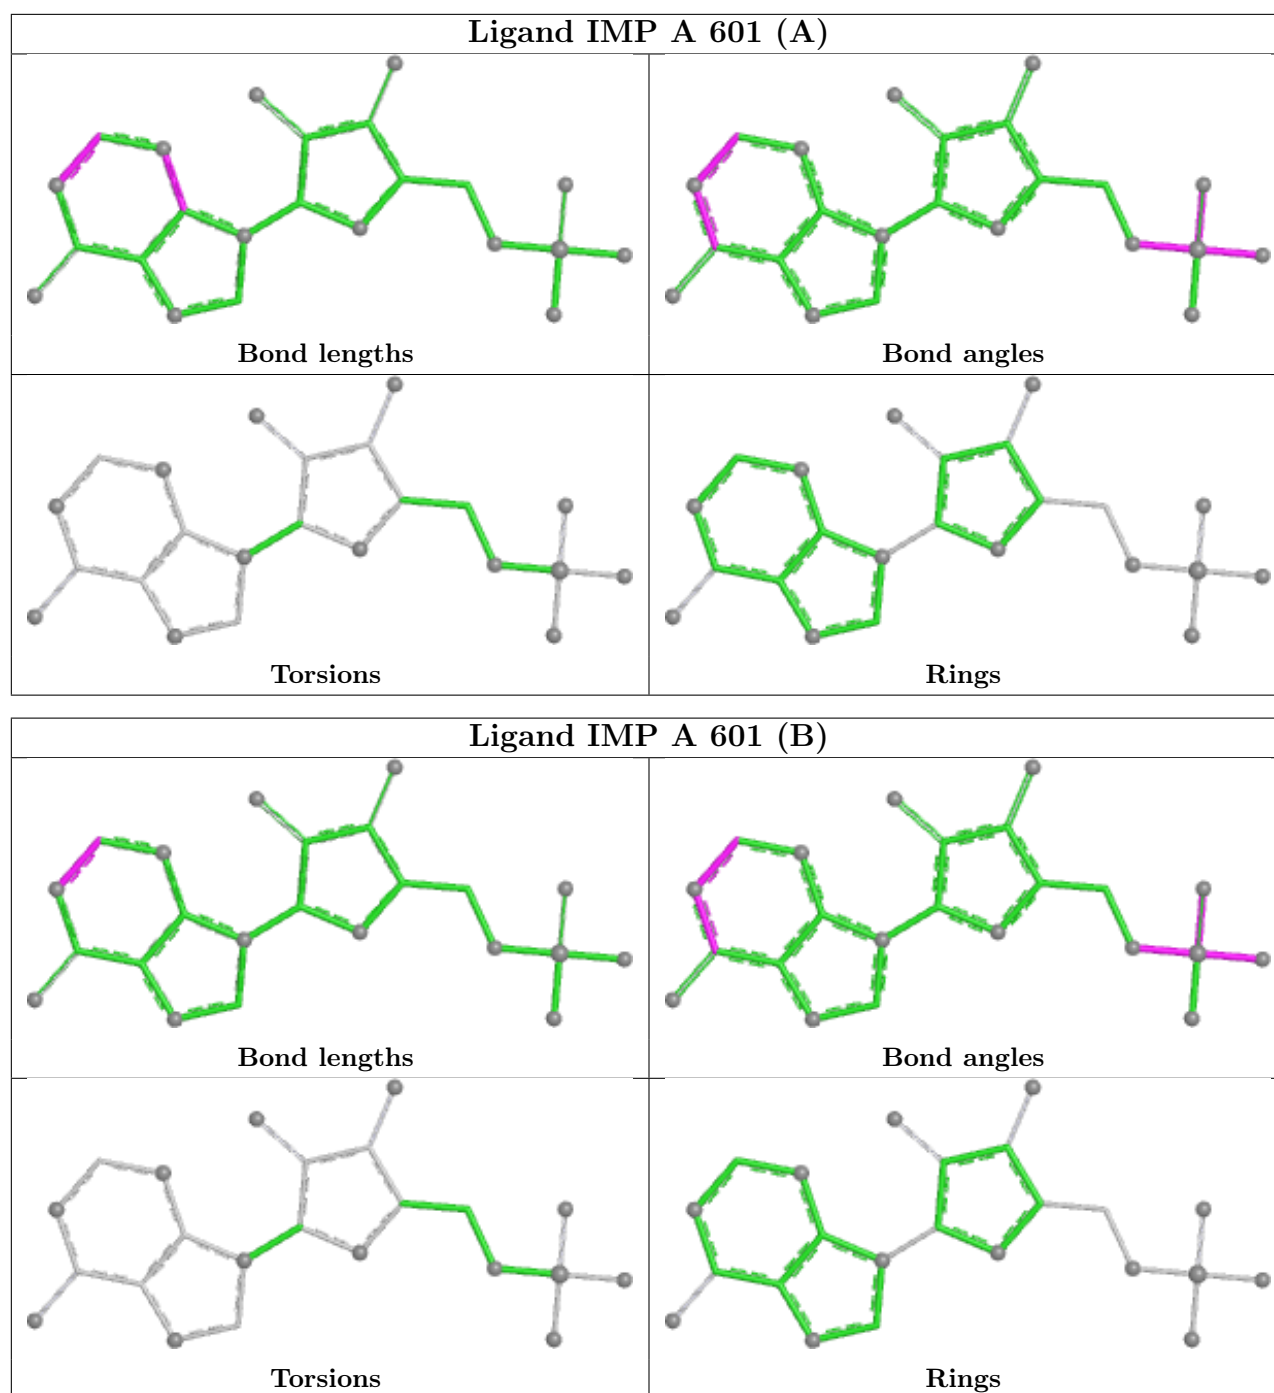 Ligand IMP A 601 (A)
Bond lengths
Bond angles
Torsions
Rings
Ligand IMP A 601 (B)
Bond lengths
Bond angles
Torsions
Rings